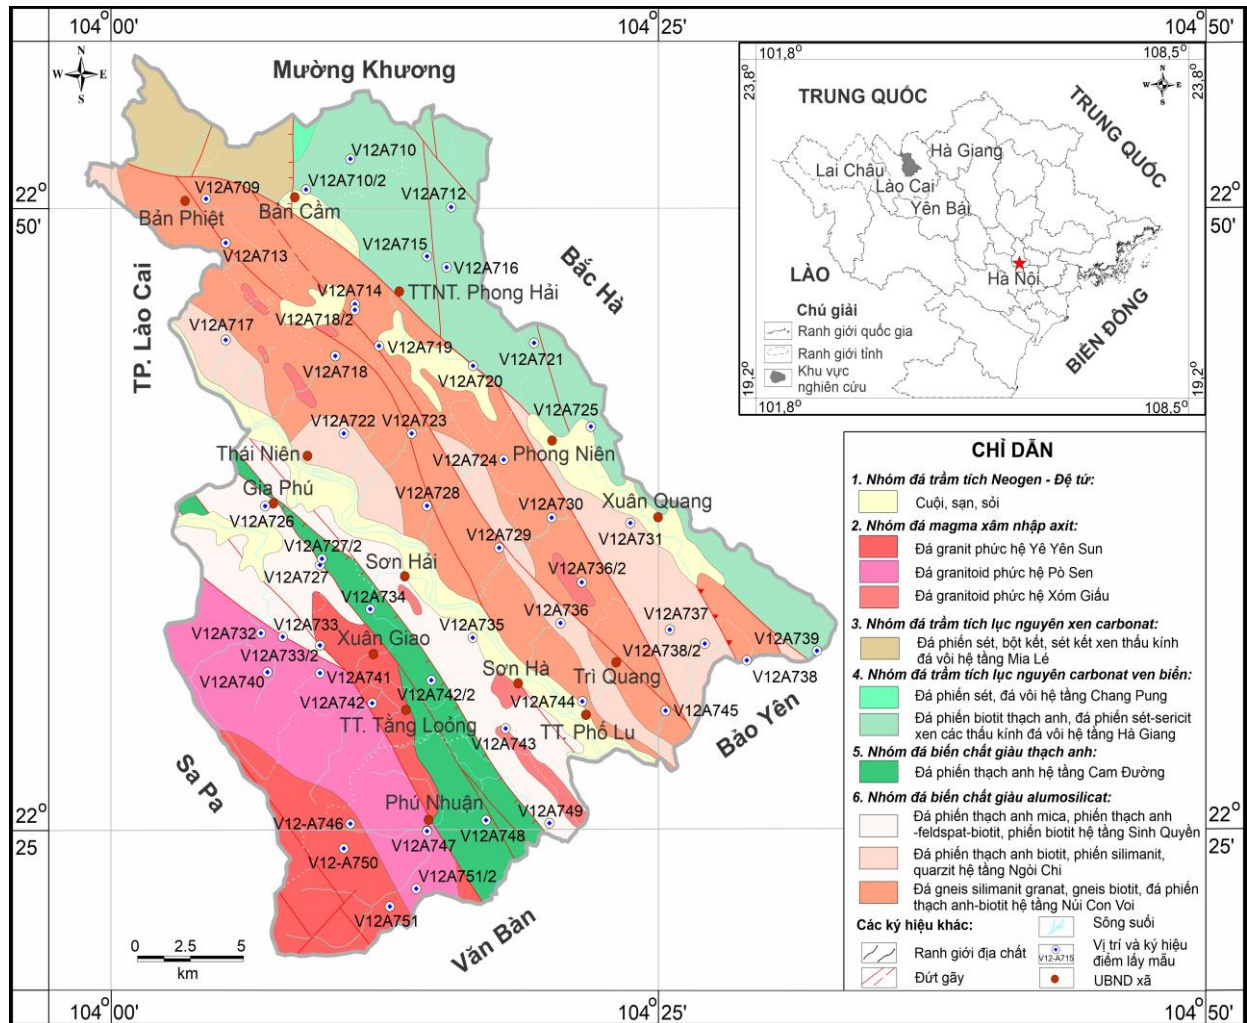 104°00'
104°25'
104°50'
N
W E
S
Mường Khương
22°
50'
V12A710
V12A709
V12A710/2
V12A712
Bản Phiệt
Bản Cầm
V12A713
V12A715
V12A716
Bắc Hà
TP. Lào Cai
V12A714
TTNT. Phong Hải
V12A717
V12A718/2
V12A719
V12A721
V12A718
V12A720
V12A722
V12A723
V12A725
Thái Niên
V12A724
Phong Niên
Gia Phú
V12A728
V12A730
Xuân Quang
V12A726
V12A727/2
V12A729
V12A731
V12A727
Sơn Hải
V12A736/2
V12A734
V12A736
V12A737
V12A732
V12A733
V12A735
V12A739
Xuân Giao
V12A738/2
V12A733/2
Sơn Hà
Trì Quang
V12A738
V12A740
V12A741
V12A742/2
V12A744
V12A745
V12A742
TT. Tằng Loỏng
TT. Phố Lu
V12A743
Bảo Yên
Sa Pa
Phú Nhuận
V12A749
V12-A746
V12A748
V12A747
V12-A750
V12A751/2
V12A751
Văn Bàn
0 2.5 5
km
22°
25'
104°00'
104°25'
104°50'
101,8°
108,5°
23,8°
23,8°
N
W E
S
TRUNG QUỐC
TRUNG QUỐC
Hà Giang
Lai Châu
Lào Cai
Yên Bái
LÀO
Hà Nội
BIỂN ĐÔNG
Chú giải
Ranh giới quốc gia
Ranh giới tỉnh
Khu vực
nghiên cứu
19,2°
19,2°
101,8°
108,5°
22°
50'
CHỈ DẪN
1. Nhóm đá trầm tích Neogen - Đệ tứ:
Cuội, sạn, sỏi
2. Nhóm đá magma xâm nhập axit:
Đá granit phức hệ Yê Yên Sun
Đá granitoid phức hệ Pò Sen
Đá granitoid phức hệ Xóm Giấu
3. Nhóm đá trầm tích lục nguyên xen carbonat:
Đá phiến sét, bột kết, sét kết xen thấu kính
đá vôi hệ tầng Mia Lé
4. Nhóm đá trầm tích lục nguyên carbonat ven biển:
Đá phiến sét, đá vôi hệ tầng Chang Pung
Đá phiến biotit thạch anh, đá phiến sét-sericit
xen các thấu kính đá vôi hệ tầng Hà Giang
5. Nhóm đá biến chất giàu thạch anh:
Đá phiến thạch anh hệ tầng Cam Đường
6. Nhóm đá biến chất giàu alumosilicat:
Đá phiến thạch anh mica, phiến thạch anh
-feldspat-biotit, phiến biotit hệ tầng Sinh Quyền
Đá phiến thạch anh biotit, phiến silimanit,
quarzit hệ tầng Ngòi Chi
Đá gneis silimanit granat, gneis biotit, đá phiến
thạch anh-biotit hệ tầng Núi Con Voi
Các ký hiệu khác:
Ranh giới địa chất
Đứt gãy
Sông suối
V12-A715
Vị trí và ký hiệu
điểm lấy mẫu
UBND xã
22°
25'